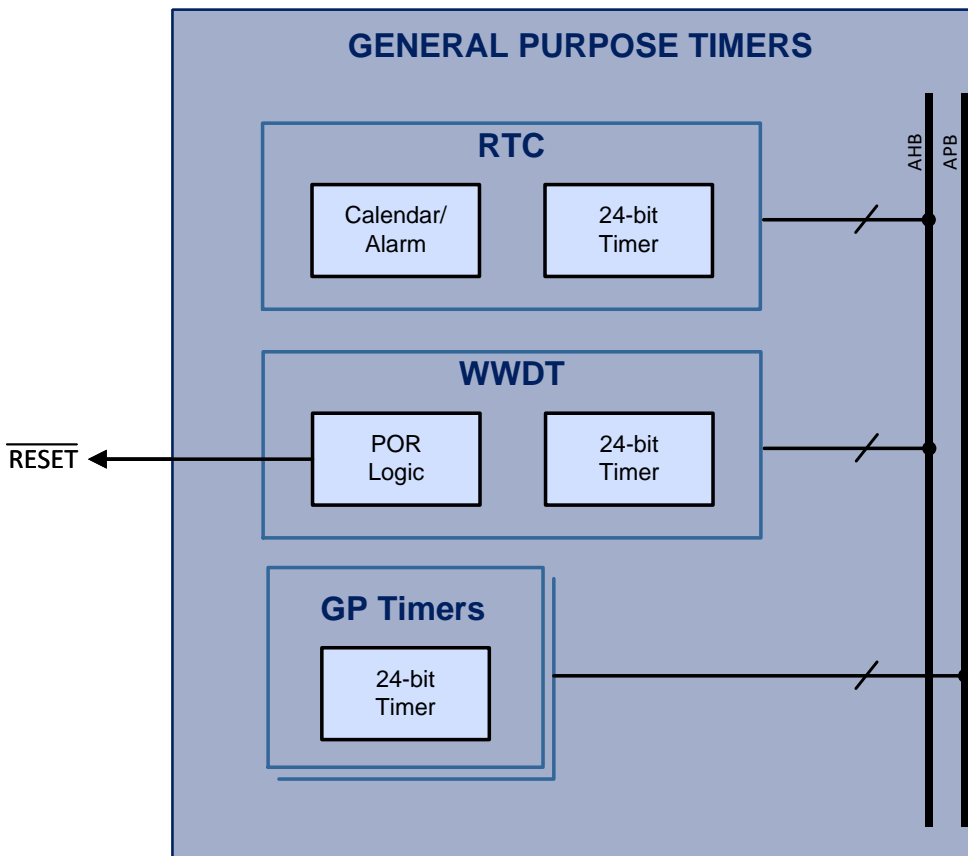 GENERAL PURPOSE TIMERS
AHB
APB
RTC
Calendar/
Alarm
24-bit
Timer
WWDT
RESET
POR
Logic
24-bit
Timer
GP Timers
24-bit
Timer